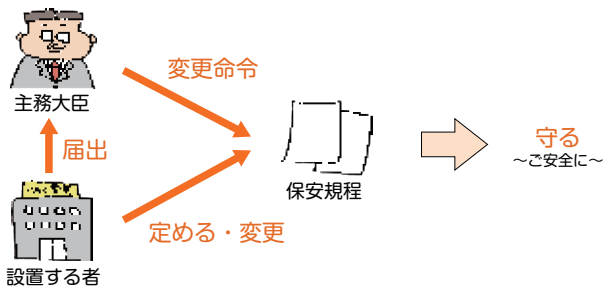 変更命令
主務大臣
届出
守る
～ご安全に～
保安規程
定める・変更
設置する者